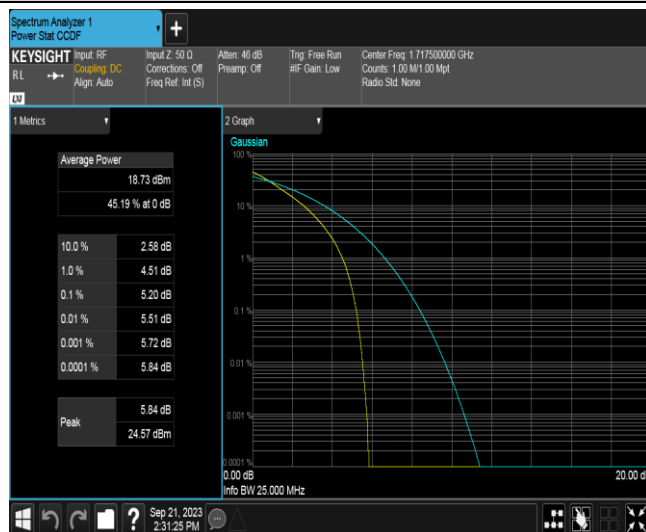 Spectrum Analyzer 1
Power Stat CCDF
+
KEYSIGHT
RL
LXI
Input: RF
Coupling: DC
Align: Auto
Input Z: 50 Ω
Corrections: Off
Freq Ref: Int (S)
Atten: 46 dB
Preamp: Off
Trig: Free Run
#IF Gain: Low
Center Freq: 1.717500000 GHz
Counts: 1.00 M/1.00 Mpt
Radio Std: None
1 Metrics
Average Power
18.73 dBm
45.19 % at 0 dB
10.0 % 2.58 dB
1.0 % 4.51 dB
0.1 % 5.20 dB
0.01 % 5.51 dB
0.001 % 5.72 dB
0.0001 % 5.84 dB
Peak
5.84 dB
24.57 dBm
2 Graph
Gaussian
100 %
10 %
1 %
0.1 %
0.01 %
0.001 %
0.0001 %
0.00 dB
20.00 d
Info BW 25.000 MHz
?
Sep 21, 2023
2:31:25 PM